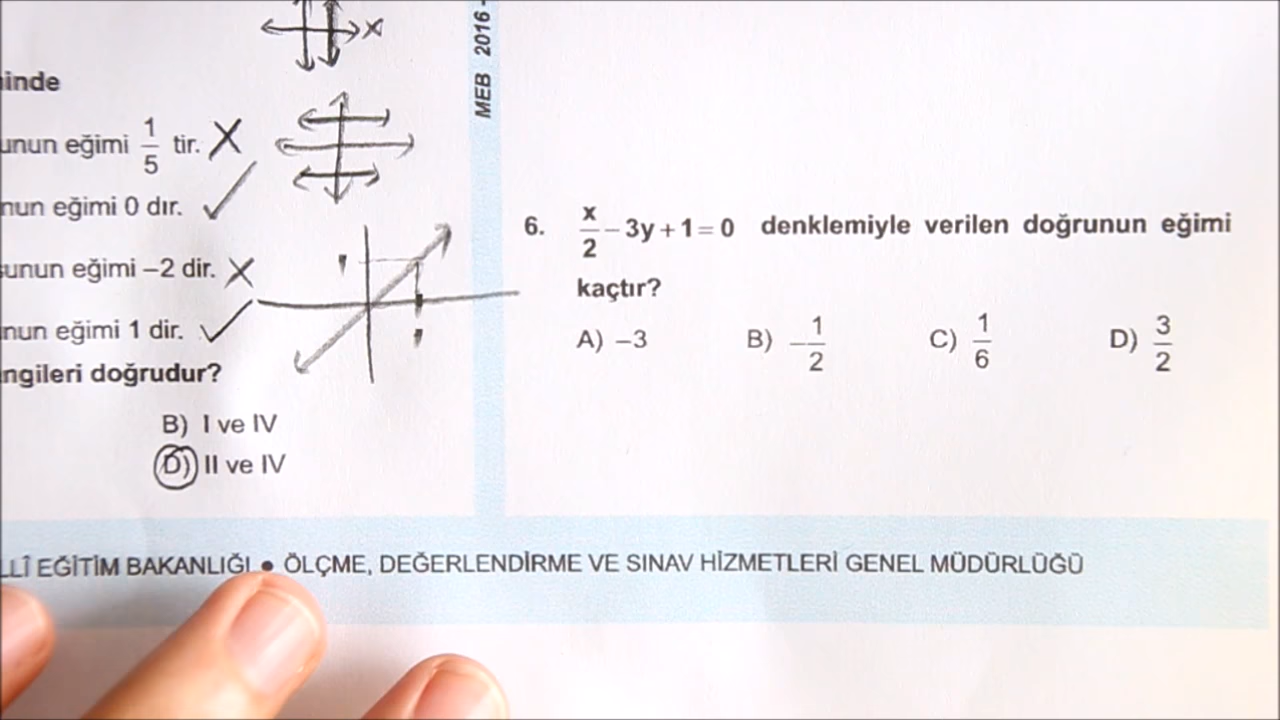 x
MEB 2016 -
inde
unun eğimi 1/5 tir. X
nun eğimi 0 dır. ✓
unun eğimi –2 dir. X
nun eğimi 1 dir. ✓
ngileri doğrudur?
B) I ve IV
D) II ve IV
6. x/2 – 3y + 1 = 0 denklemiyle verilen doğrunun eğimi
kaçtır?
A) –3 B) –1/2 C) 1/6 D) 3/2
LLÎ EĞİTİM BAKANLIĞI ● ÖLÇME, DEĞERLENDİRME VE SINAV HİZMETLERİ GENEL MÜDÜRLÜĞÜ